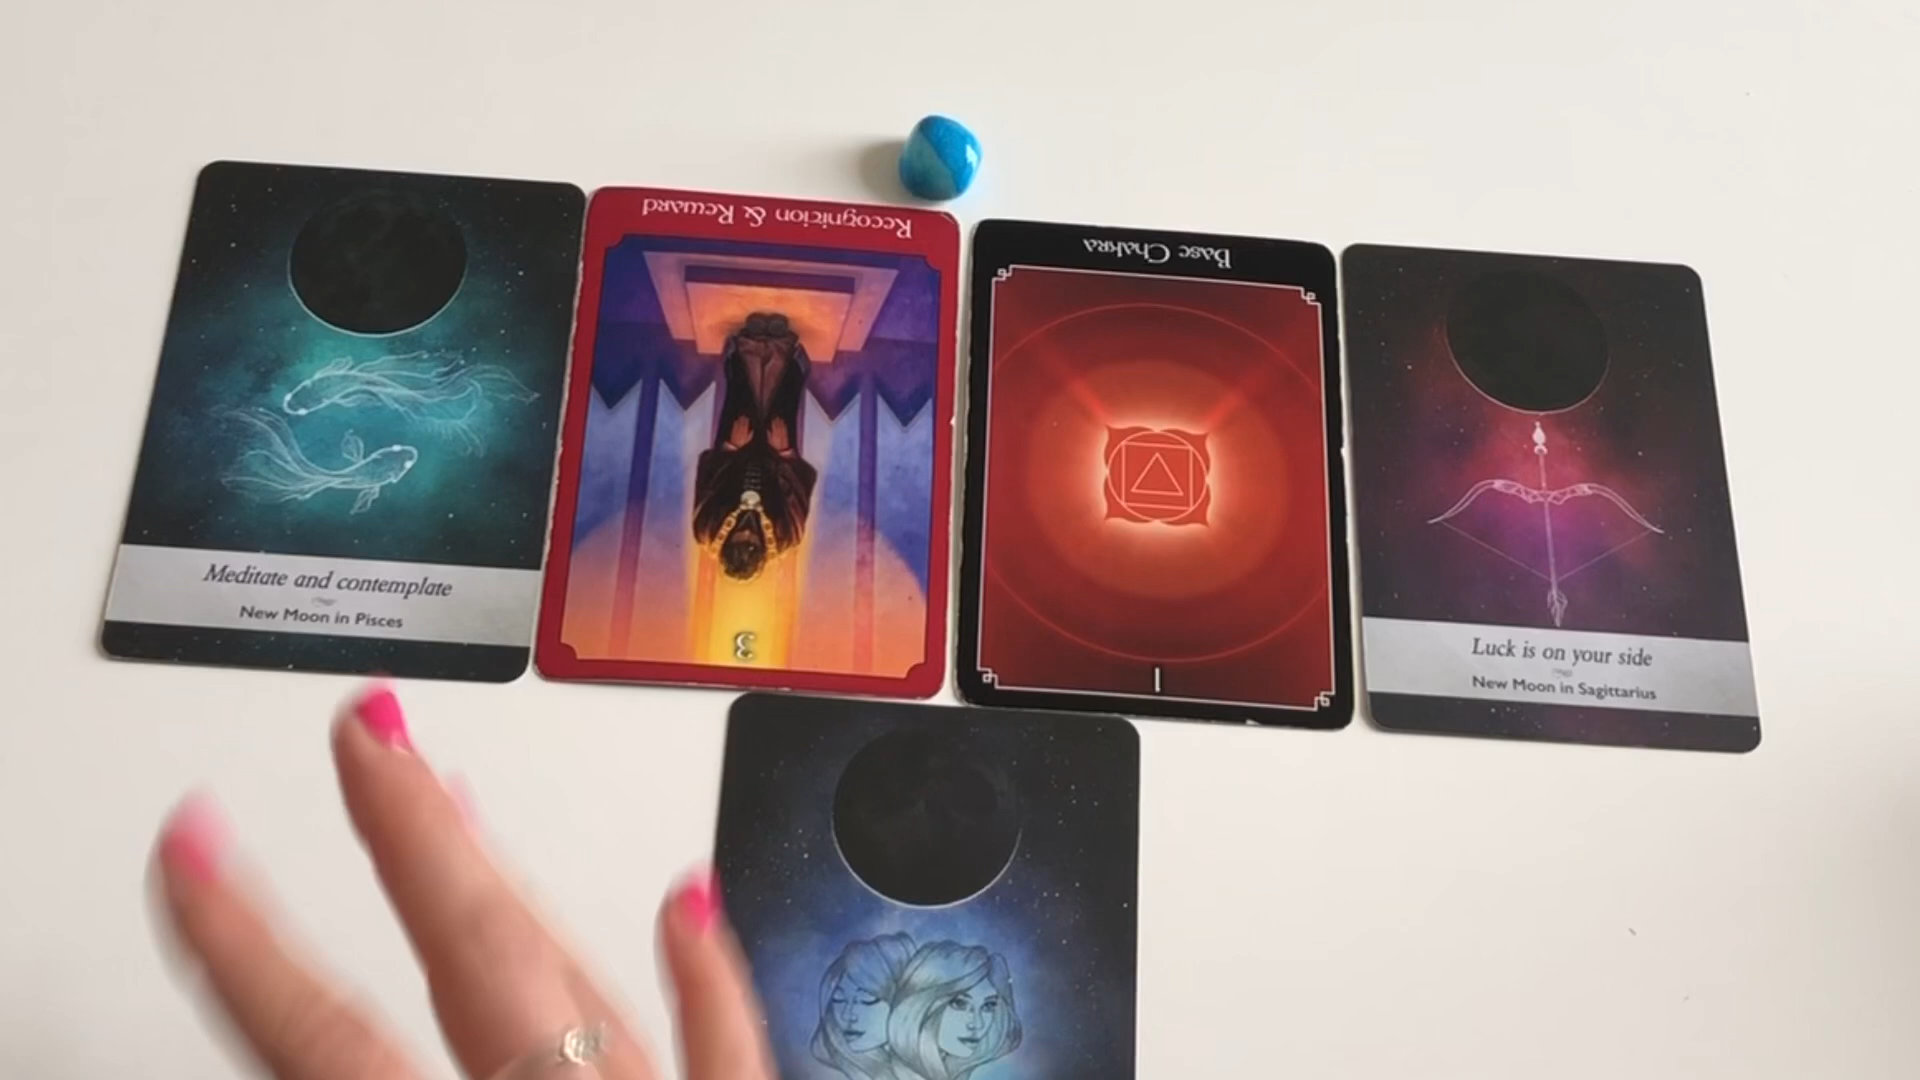 Recognition & Reward
Base Chakra
Meditate and contemplate
New Moon in Pisces
3
1
Luck is on your side
New Moon in Sagittarius